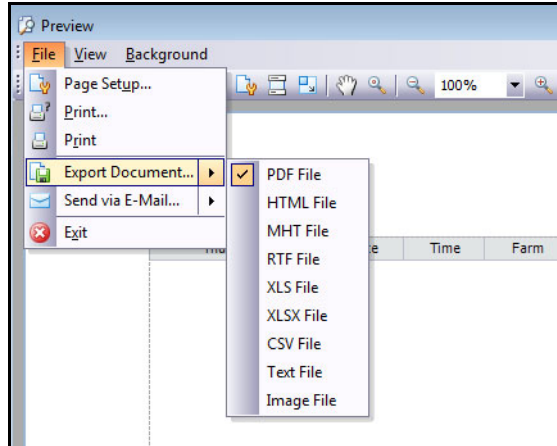 Preview
File View Background
100%
Page Setup...
Print...
Print
Export Document...
Send via E-Mail...
Exit
PDF File
HTML File
MHT File
RTF File
XLS File
XLSX File
CSV File
Text File
Image File
Time Farm